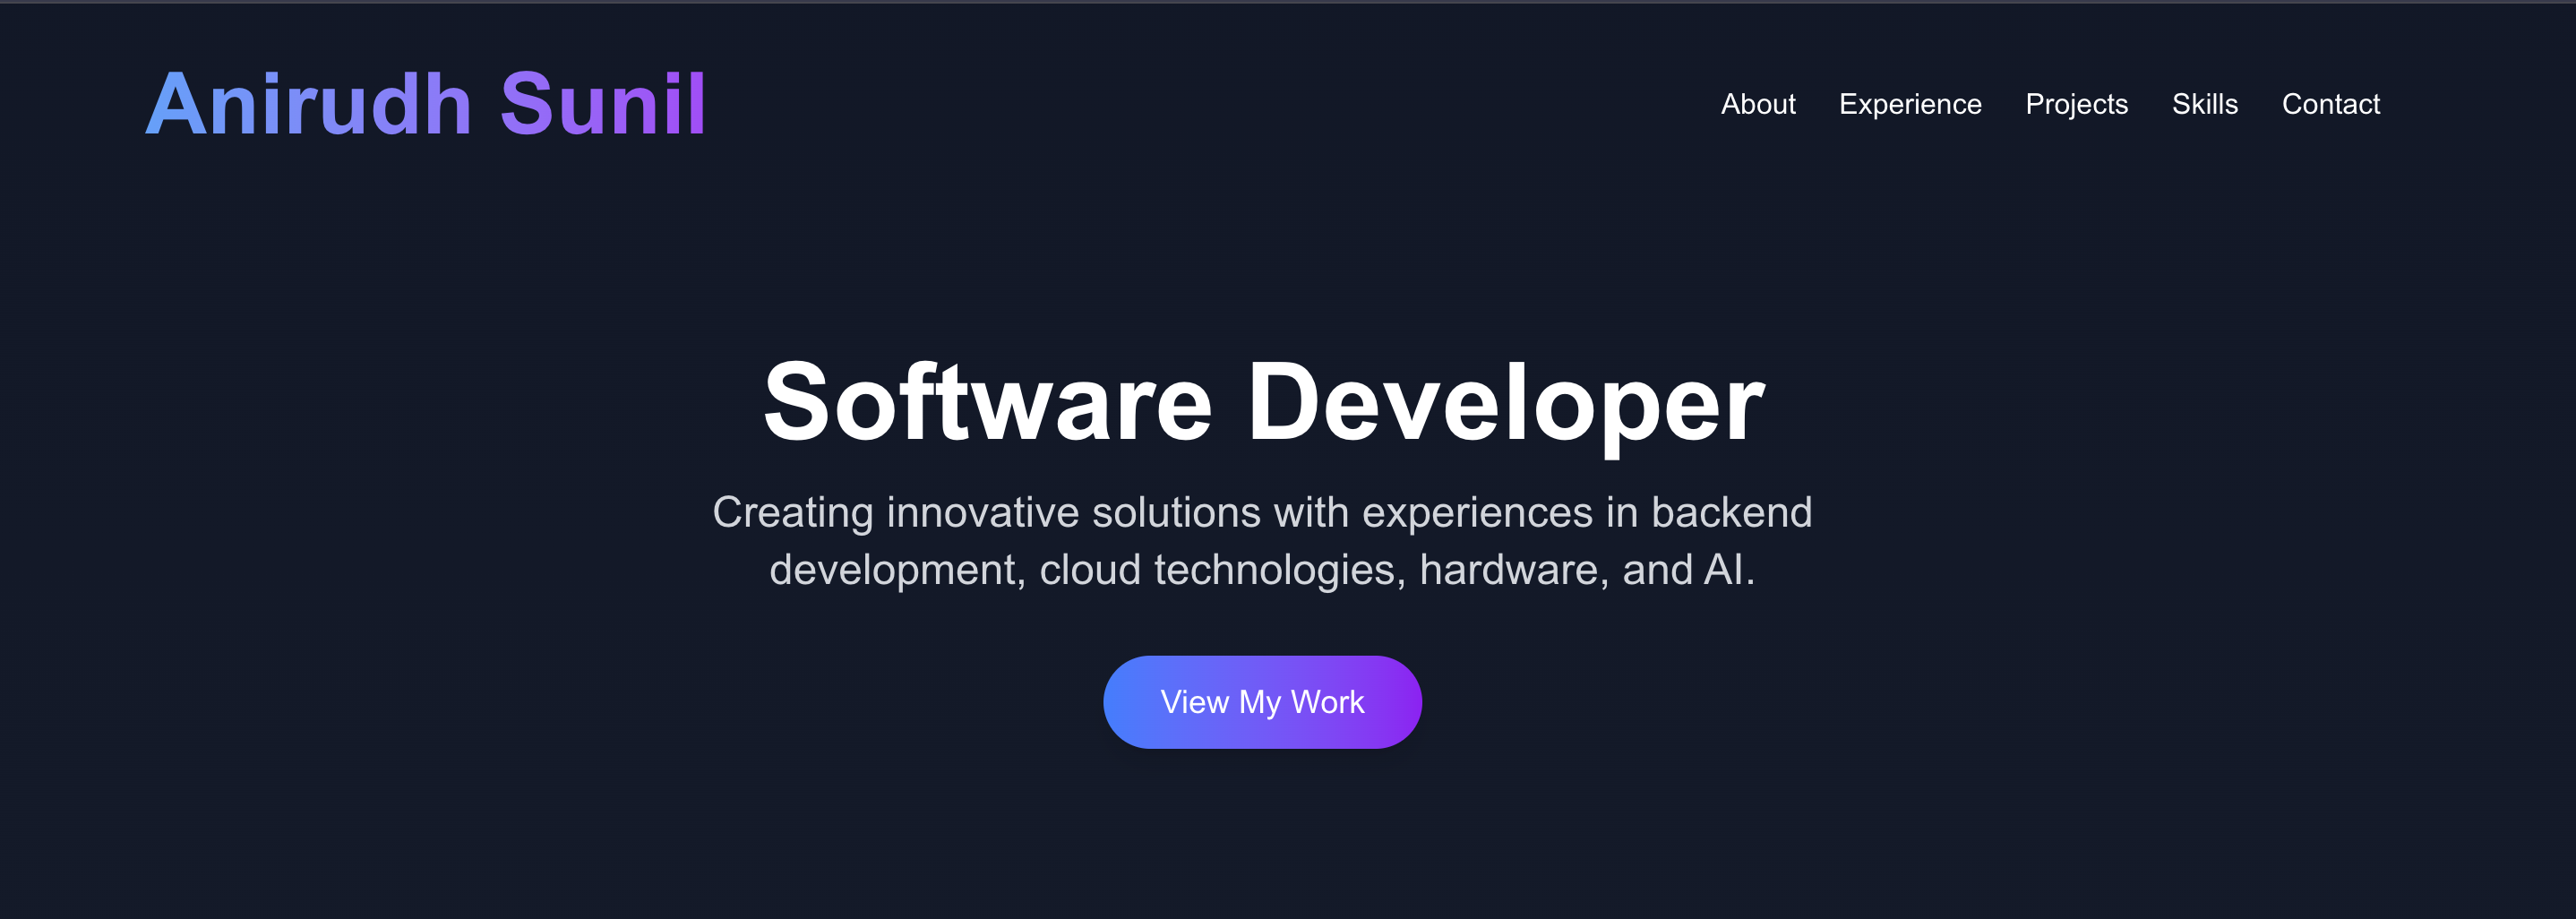 Anirudh Sunil
About Experience Projects Skills Contact
Software Developer
Creating innovative solutions with experiences in backend
development, cloud technologies, hardware, and AI.
View My Work